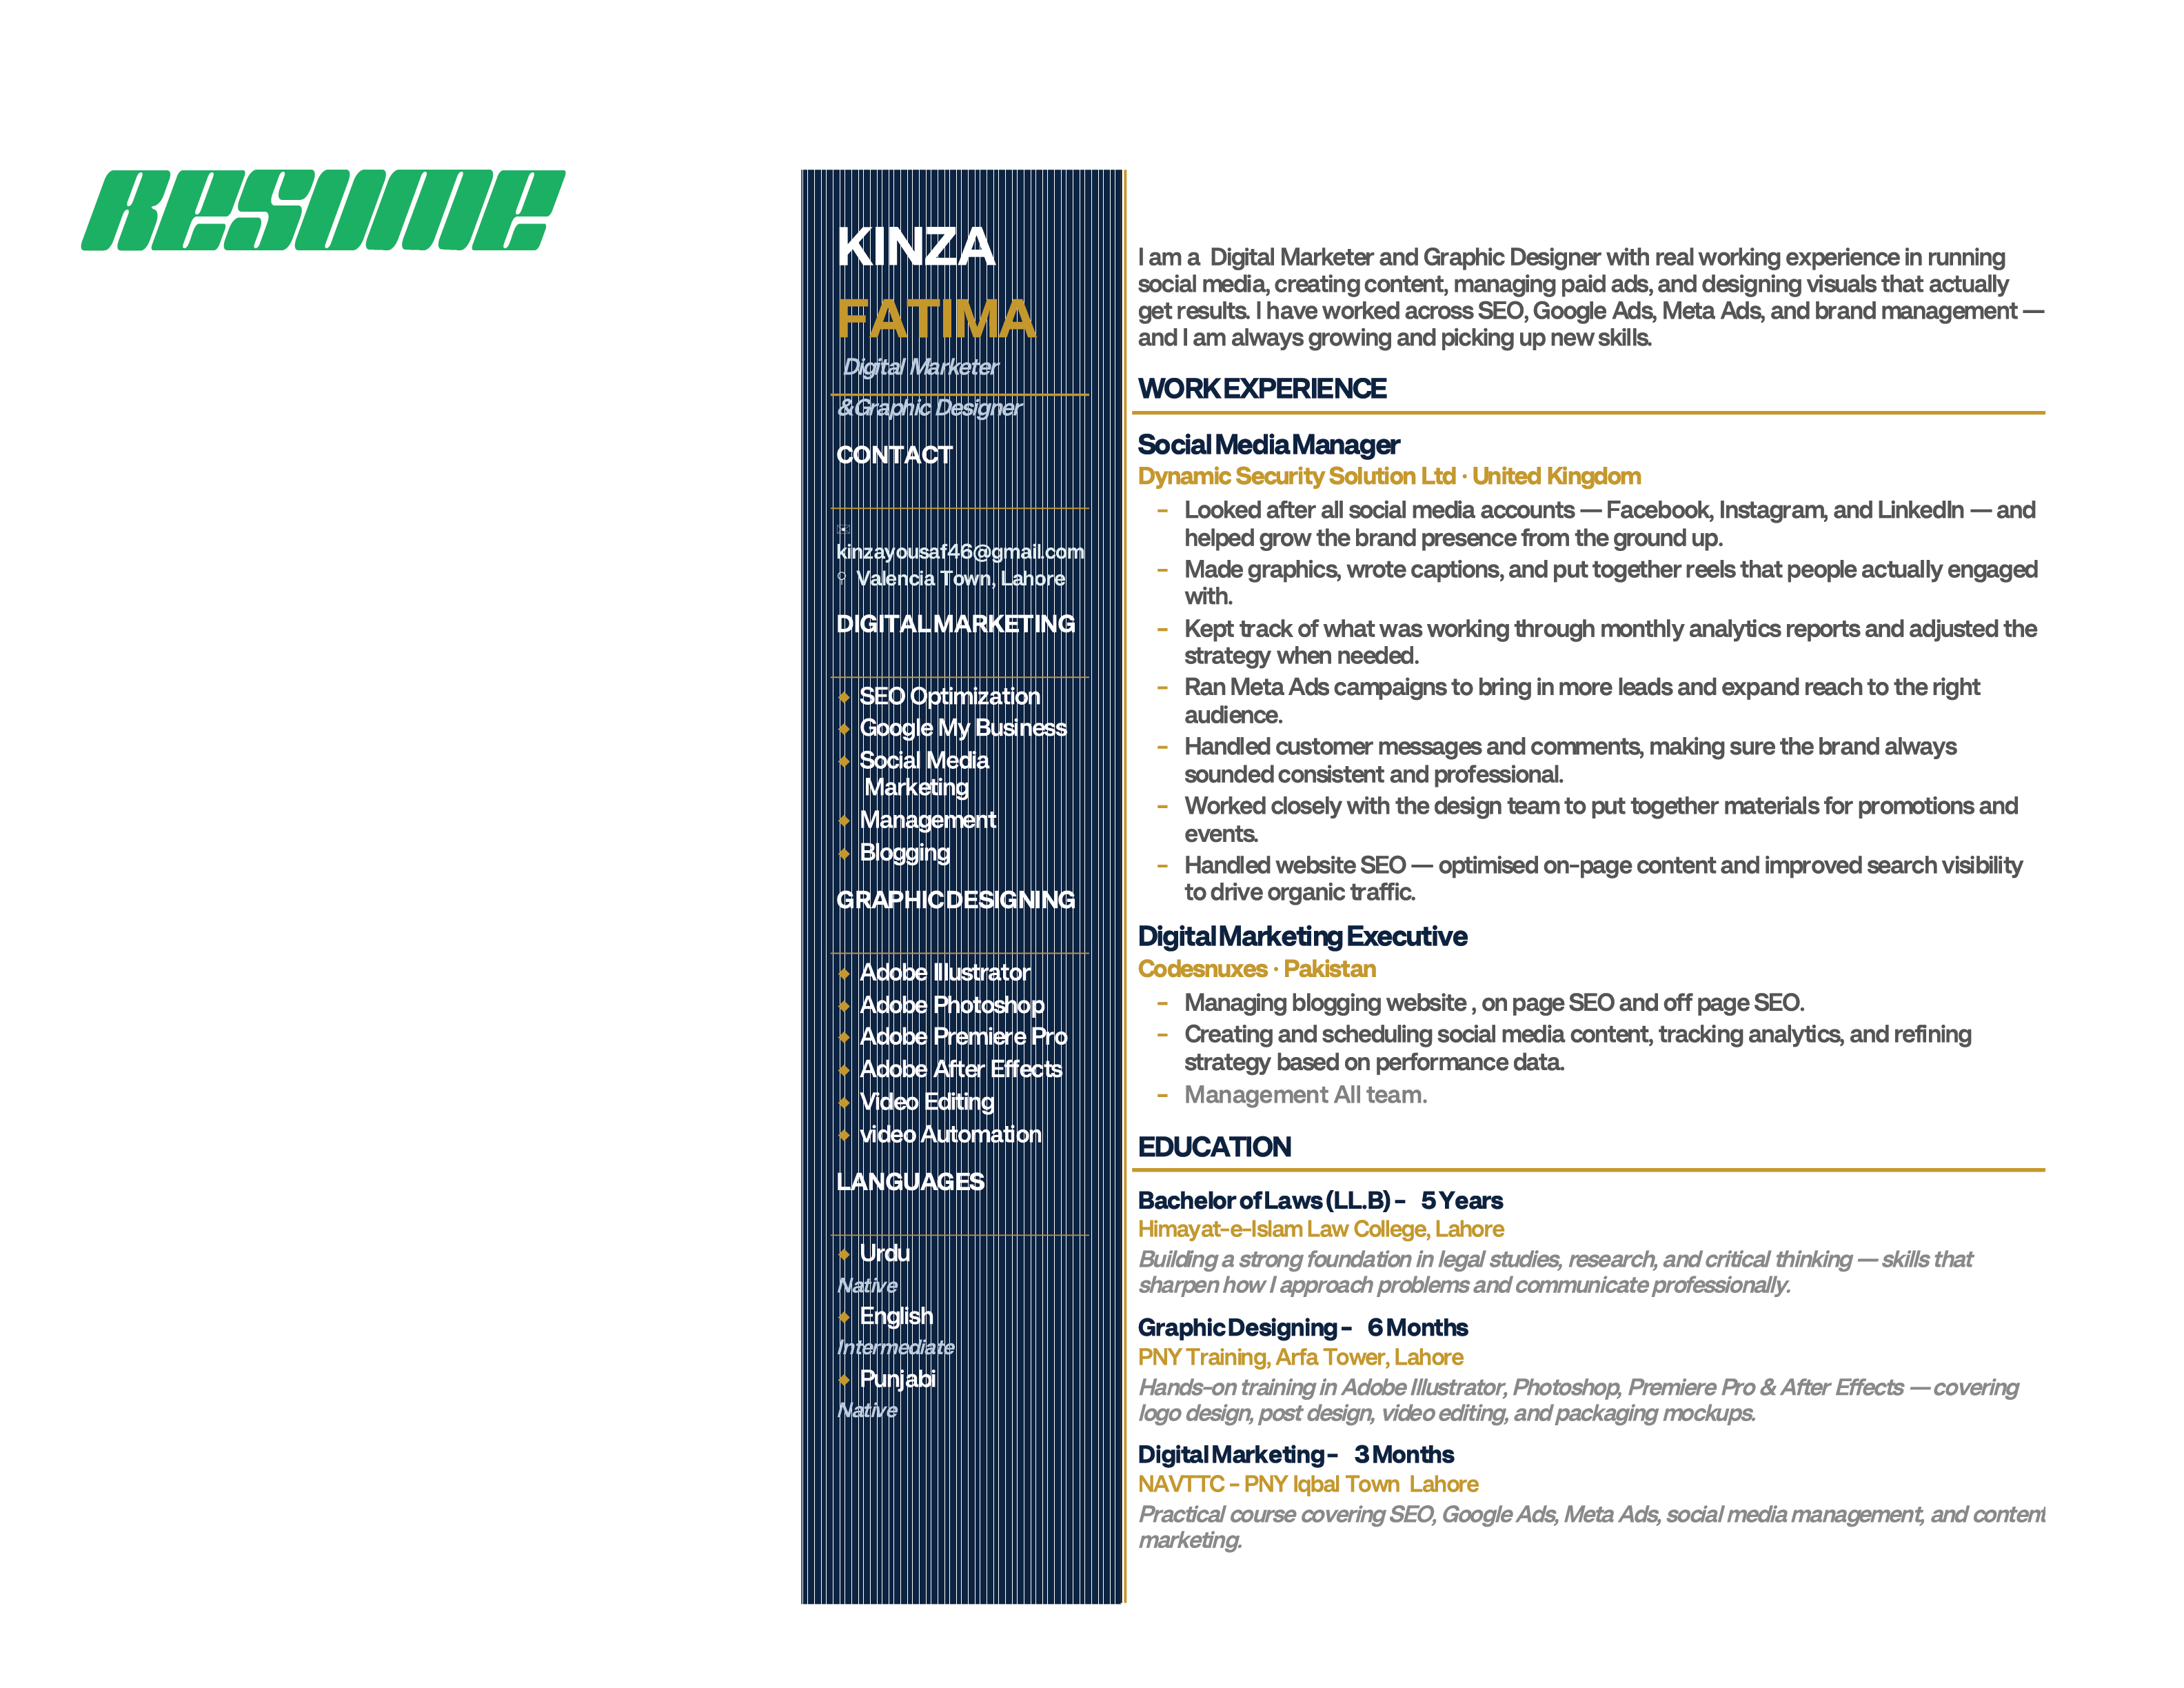 RESUME
KINZA
FATIMA
Digital Marketer
&Graphic Designer
CONTACT
kinzayousaf46@gmail.com
Valencia Town, Lahore
DIGITAL MARKETING
SEO Optimization
Google My Business
Social Media
Marketing
Management
Blogging
GRAPHIC DESIGNING
Adobe Illustrator
Adobe Photoshop
Adobe Premiere Pro
Adobe After Effects
Video Editing
video Automation
LANGUAGES
Urdu
Native
English
Intermediate
Punjabi
Native
I am a Digital Marketer and Graphic Designer with real working experience in running
social media, creating content, managing paid ads, and designing visuals that actually
get results. I have worked across SEO, Google Ads, Meta Ads, and brand management —
and I am always growing and picking up new skills.
WORK EXPERIENCE
Social Media Manager
Dynamic Security Solution Ltd · United Kingdom
– Looked after all social media accounts — Facebook, Instagram, and LinkedIn — and
helped grow the brand presence from the ground up.
– Made graphics, wrote captions, and put together reels that people actually engaged
with.
– Kept track of what was working through monthly analytics reports and adjusted the
strategy when needed.
– Ran Meta Ads campaigns to bring in more leads and expand reach to the right
audience.
– Handled customer messages and comments, making sure the brand always
sounded consistent and professional.
– Worked closely with the design team to put together materials for promotions and
events.
– Handled website SEO — optimised on-page content and improved search visibility
to drive organic traffic.
Digital Marketing Executive
Codesnuxes · Pakistan
– Managing blogging website , on page SEO and off page SEO.
– Creating and scheduling social media content, tracking analytics, and refining
strategy based on performance data.
– Management All team.
EDUCATION
Bachelor of Laws (LL.B) – 5 Years
Himayat-e-Islam Law College, Lahore
Building a strong foundation in legal studies, research, and critical thinking — skills that
sharpen how I approach problems and communicate professionally.
Graphic Designing – 6 Months
PNY Training, Arfa Tower, Lahore
Hands-on training in Adobe Illustrator, Photoshop, Premiere Pro & After Effects — covering
logo design, post design, video editing, and packaging mockups.
Digital Marketing – 3 Months
NAVTTC – PNY Iqbal Town Lahore
Practical course covering SEO, Google Ads, Meta Ads, social media management, and content
marketing.